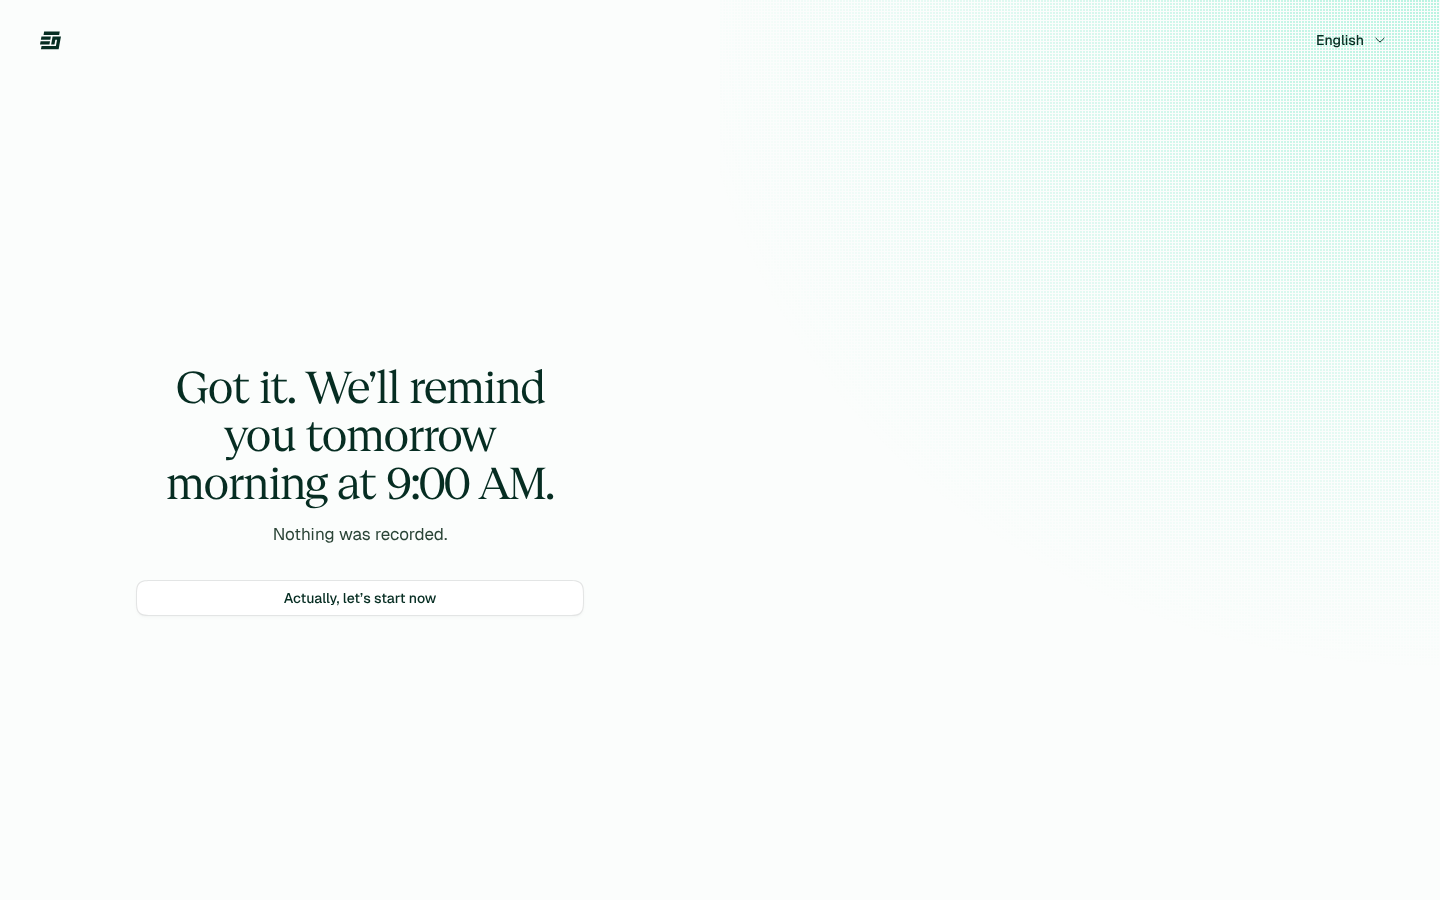 English
Got it. We’ll remind
you tomorrow
morning at 9:00 AM.
Nothing was recorded.
Actually, let’s start now